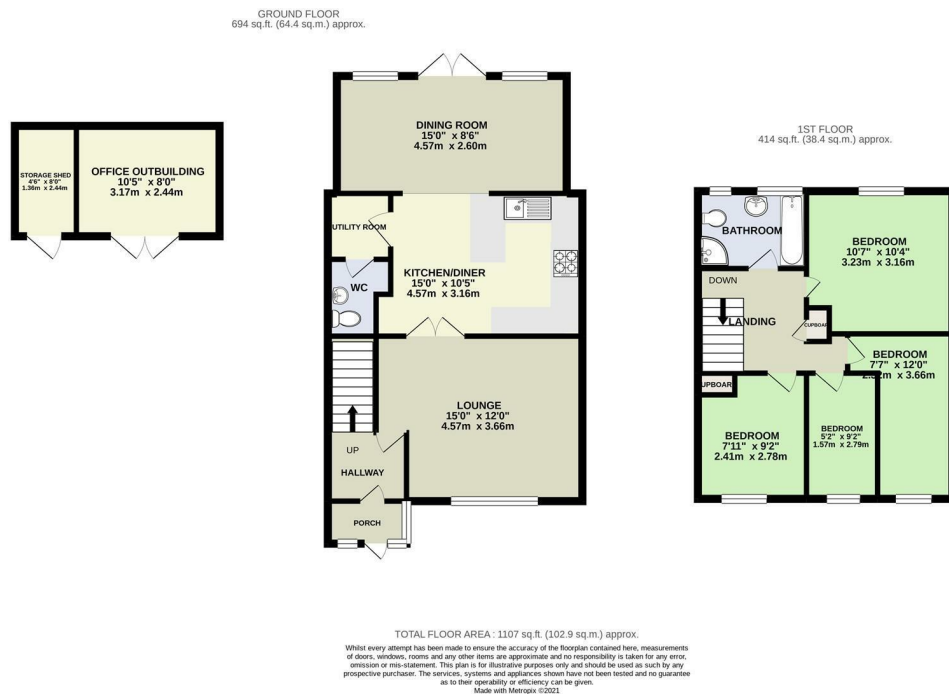 GROUND FLOOR
694 sq.ft. (64.4 sq.m.) approx.
STORAGE SHED
4'6" x 8'0"
1.36m x 2.44m
OFFICE OUTBUILDING
10'5" x 8'0"
3.17m x 2.44m
DINING ROOM
15'0" x 8'6"
4.57m x 2.60m
UTILITY ROOM
WC
KITCHEN/DINER
15'0" x 10'5"
4.57m x 3.16m
LOUNGE
15'0" x 12'0"
4.57m x 3.66m
UP
HALLWAY
PORCH
1ST FLOOR
414 sq.ft. (38.4 sq.m.) approx.
BATHROOM
BEDROOM
10'7" x 10'4"
3.23m x 3.16m
DOWN
LANDING
CUPBOAR
BEDROOM
7'7" x 12'0"
x 3.66m
UPBOAR
BEDROOM
7'11" x 9'2"
2.41m x 2.78m
BEDROOM
5'2" x 9'2"
1.57m x 2.79m
TOTAL FLOOR AREA : 1107 sq.ft. (102.9 sq.m.) approx.
Whilst every attempt has been made to ensure the accuracy of the floorplan contained here, measurements
of doors, windows, rooms and any other items are approximate and no responsibility is taken for any error,
omission or mis-statement. This plan is for illustrative purposes only and should be used as such by any
prospective purchaser. The services, systems and appliances shown have not been tested and no guarantee
as to their operability or efficiency can be given.
Made with Metropix ©2021